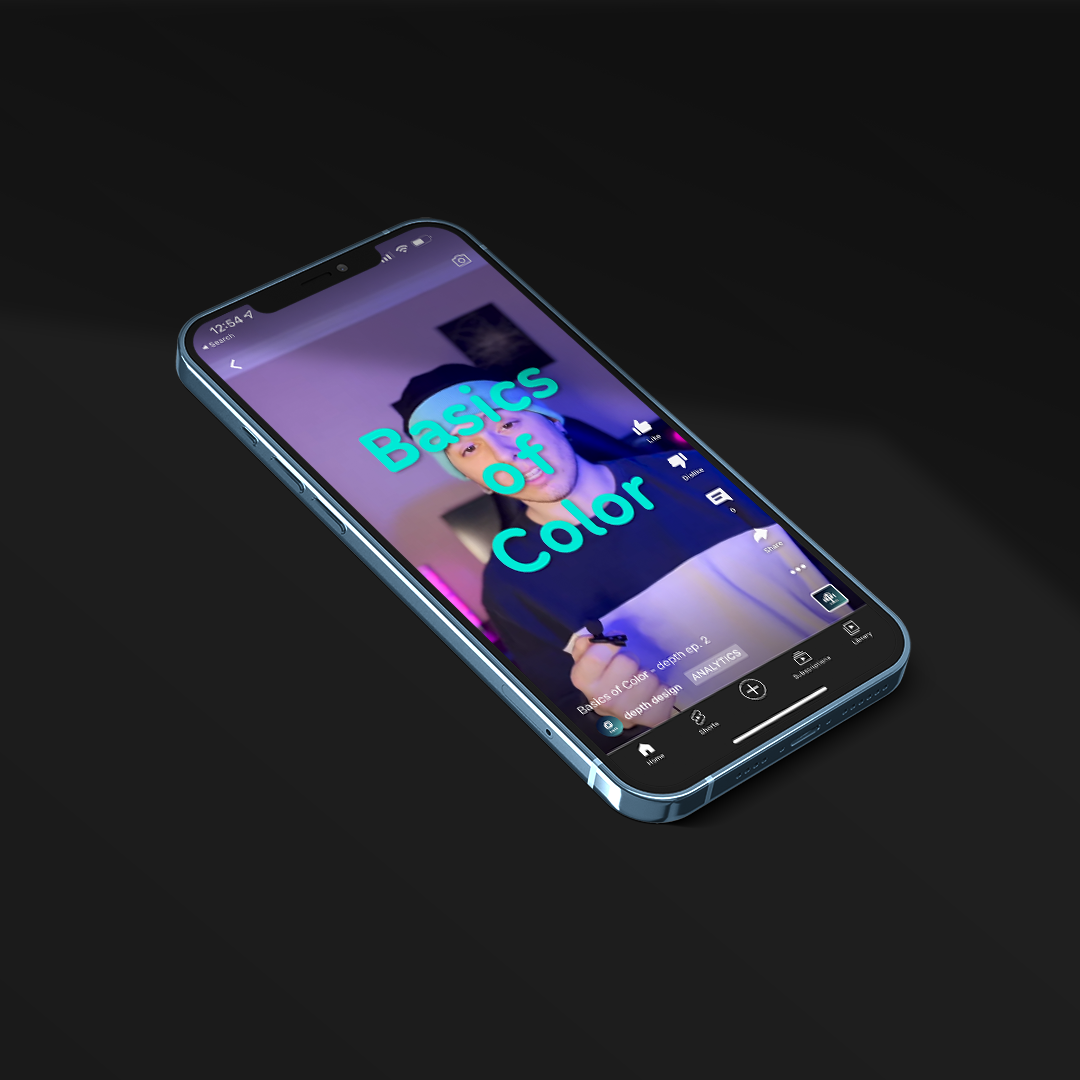 12:54
Search
Basics
of
Color
Like
Dislike
0
Share
Basics of Color - depth ep. 2
depth design
ANALYTICS
Home
Shorts
Subscriptions
Library